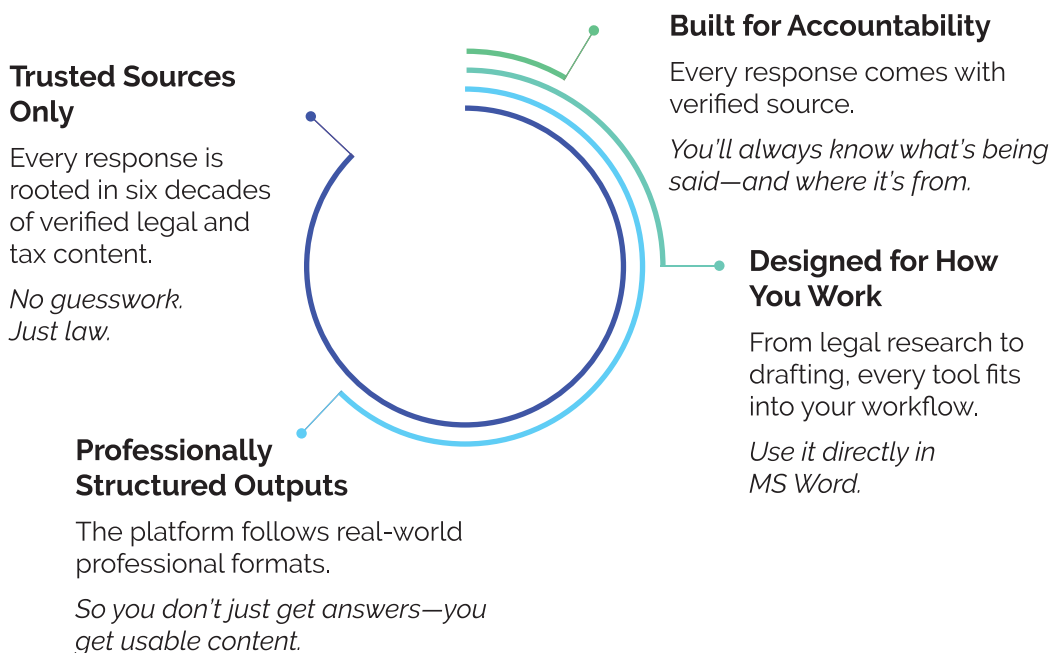 Built for Accountability
Every response comes with
verified source.
You’ll always know what’s being
said—and where it’s from.
Trusted Sources
Only
Every response is
rooted in six decades
of verified legal and
tax content.
No guesswork.
Just law.
Designed for How
You Work
From legal research to
drafting, every tool fits
into your workflow.
Use it directly in
MS Word.
Professionally
Structured Outputs
The platform follows real-world
professional formats.
So you don’t just get answers—you
get usable content.